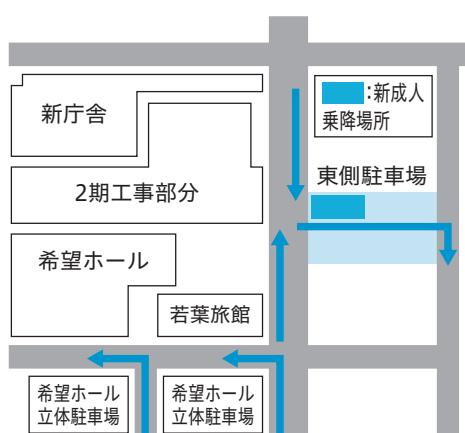 新庁舎
:新成人
乗降場所
東側駐車場
2期工事部分
希望ホール
若葉旅館
希望ホール
立体駐車場
希望ホール
立体駐車場